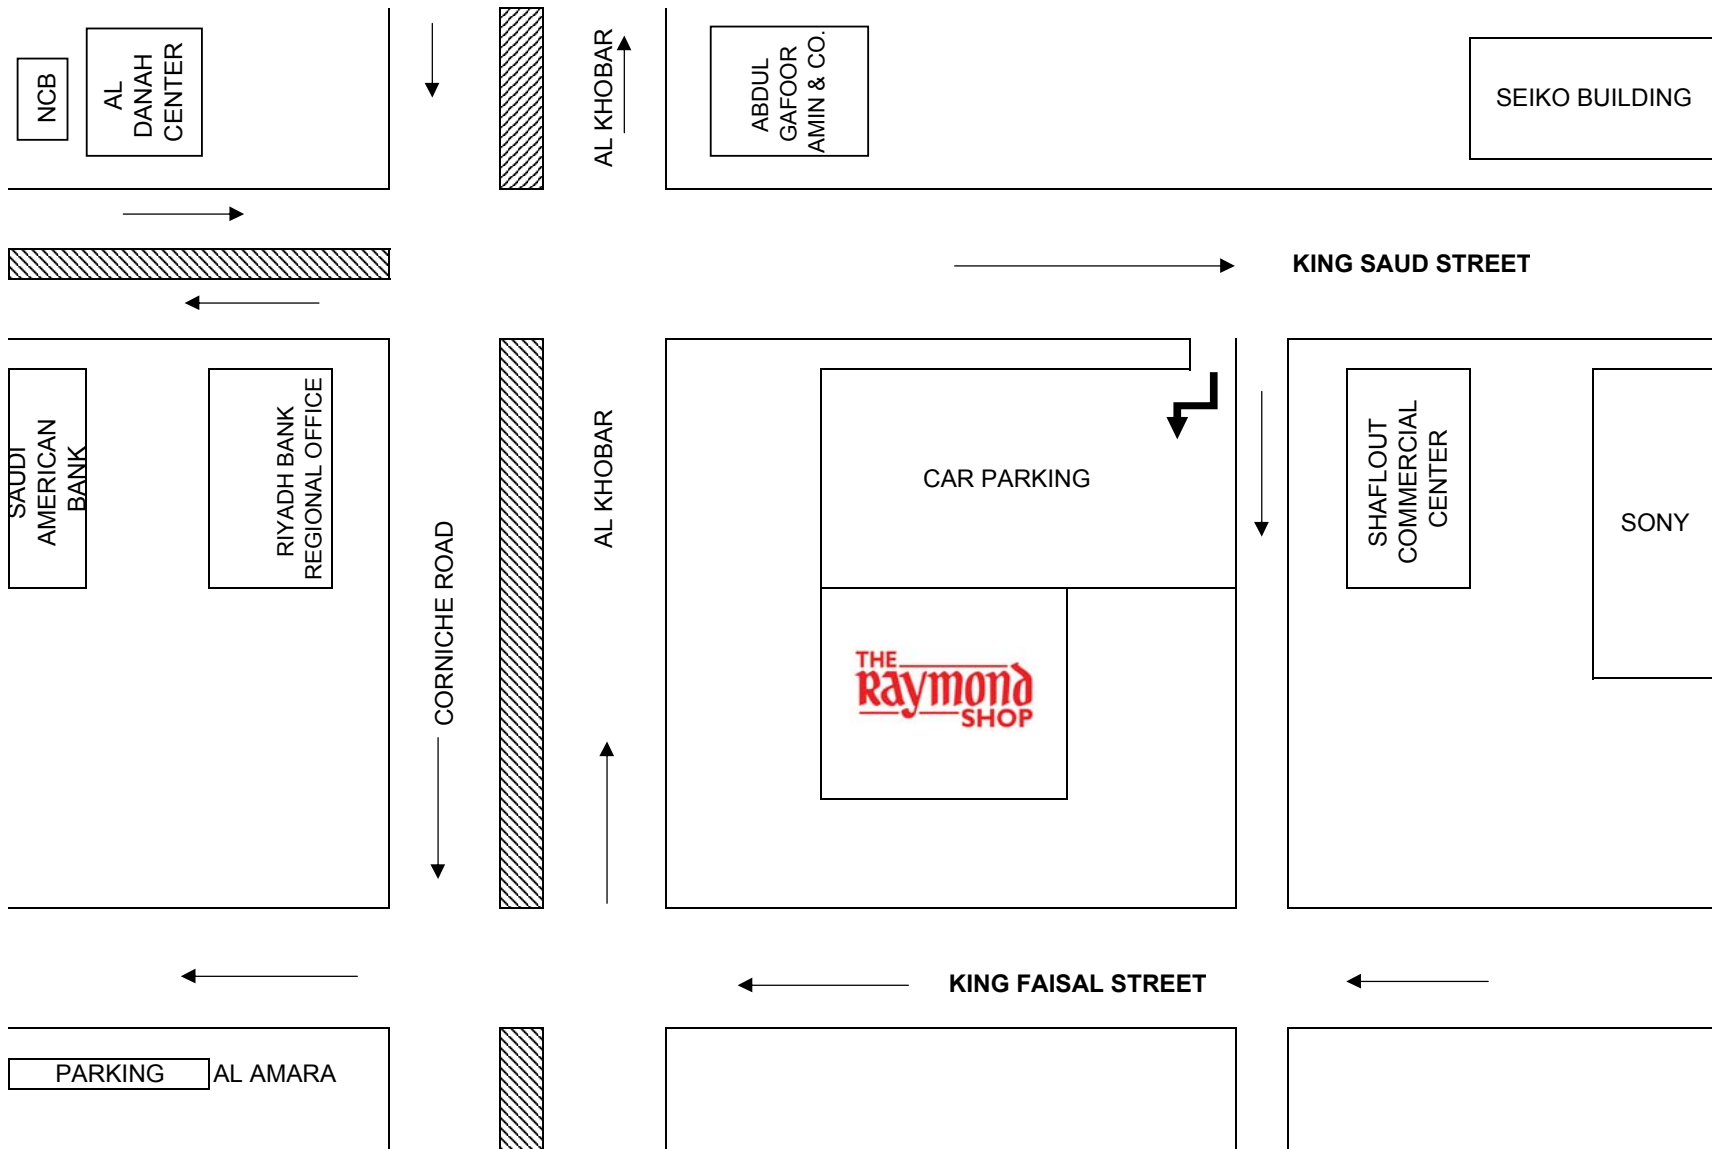 NCB
AL
DANAH
CENTER
AL KHOBAR
ABDUL
GAFOOR
AMIN & CO.
SEIKO BUILDING
KING SAUD STREET
SAUDI
AMERICAN
BANK
RIYADH BANK
REGIONAL OFFICE
CORNICHE ROAD
AL KHOBAR
CAR PARKING
SHAFLOUT
COMMERCIAL
CENTER
SONY
THE
Raymond
SHOP
KING FAISAL STREET
PARKING
AL AMARA